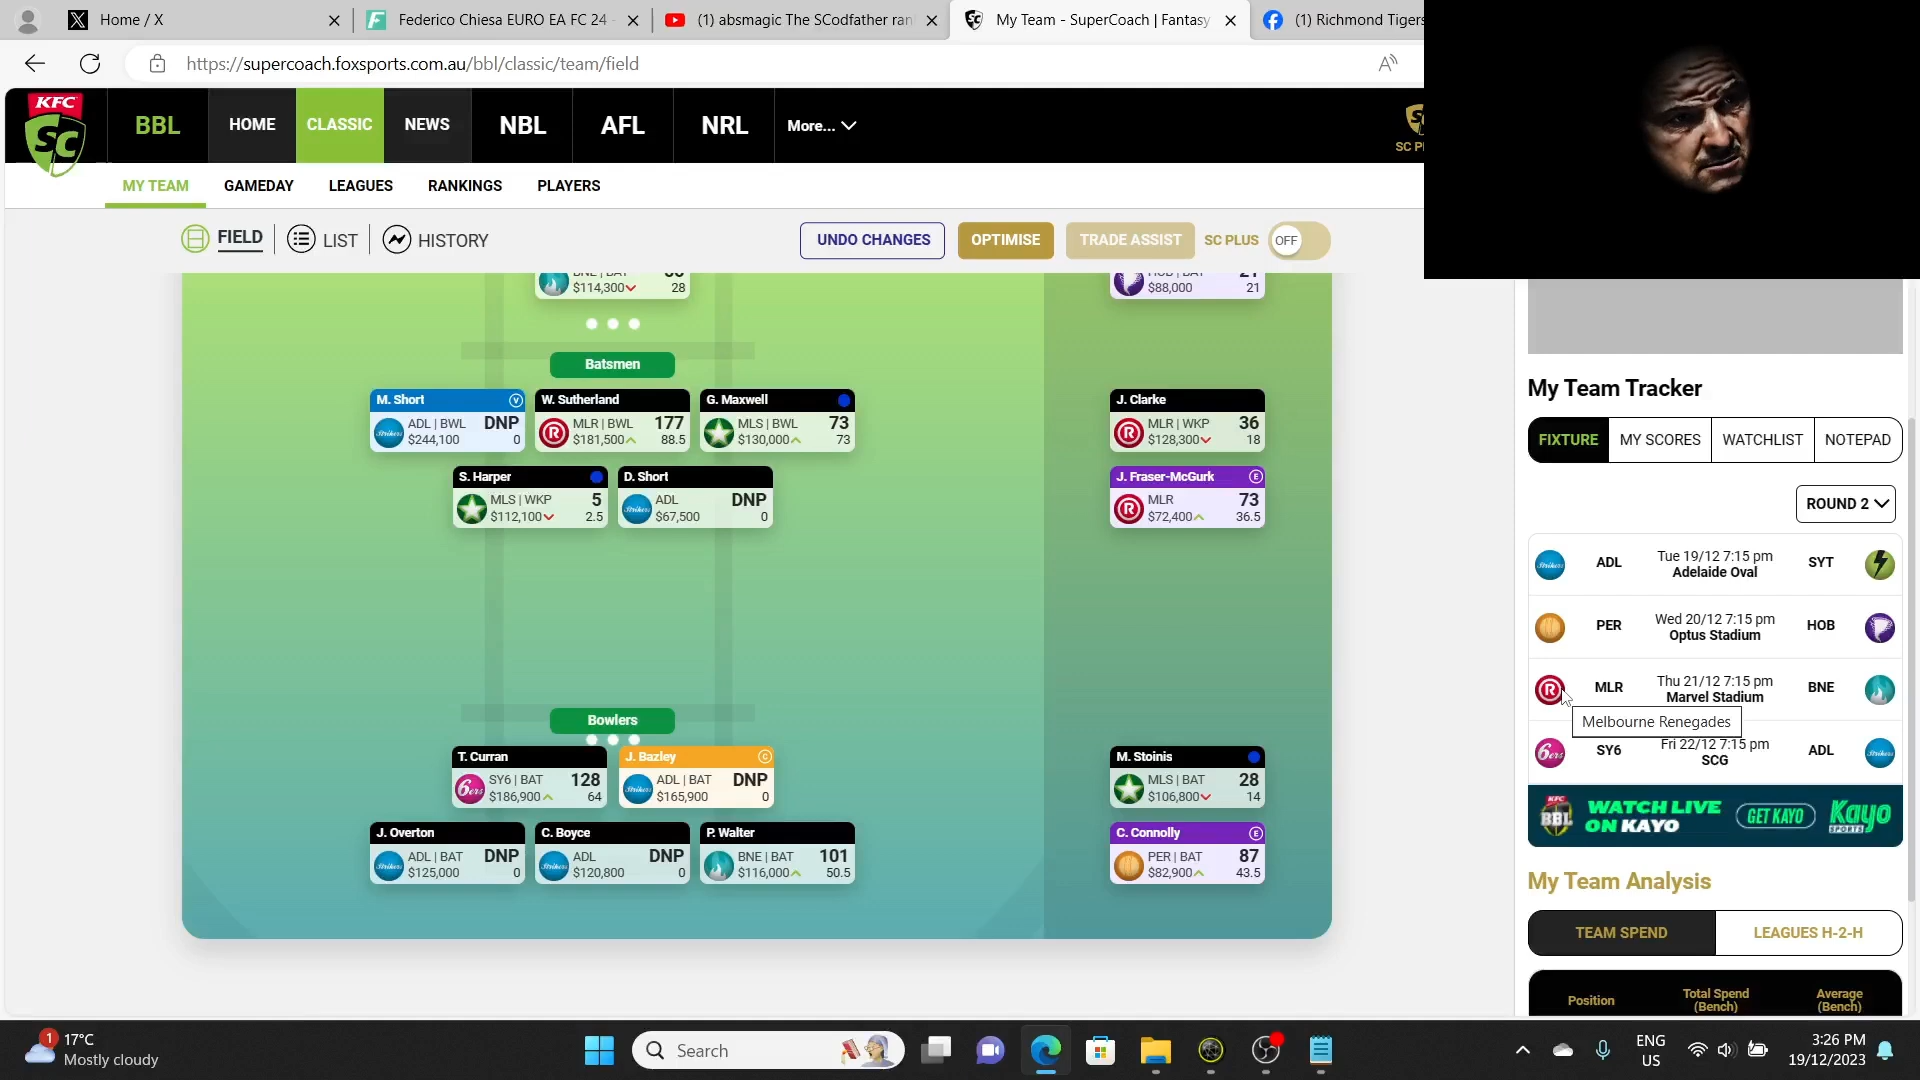 Home / X
Federico Chiesa EURO EA FC 24 -
(1) absmagic The SCodfather ran
My Team - SuperCoach | Fantasy
(1) Richmond Tigers
https://supercoach.foxsports.com.au/bbl/classic/team/field
KFC
SC
BBL
HOME
CLASSIC
NEWS
NBL
AFL
NRL
More...
SC
SC PL
MY TEAM
GAMEDAY
LEAGUES
RANKINGS
PLAYERS
FIELD
LIST
HISTORY
UNDO CHANGES
OPTIMISE
TRADE ASSIST
SC PLUS
OFF
BNE | BAT
$114,300
28
HOB | BAT
21
$88,000
21
Batsmen
M. Short
V
ADL | BWL
DNP
$244,100
0
W. Sutherland
MLR | BWL
177
$181,500
88.5
G. Maxwell
MLS | BWL
73
$130,000
73
J. Clarke
MLR | WKP
36
$128,300
18
S. Harper
MLS | WKP
5
$112,100
2.5
D. Short
ADL
DNP
$67,500
0
J. Fraser-McGurk
E
MLR
73
$72,400
36.5
Bowlers
T. Curran
SY6 | BAT
128
$186,900
64
J. Bazley
C
ADL | BAT
DNP
$165,900
0
M. Stoinis
MLS | BAT
28
$106,800
14
J. Overton
ADL | BAT
DNP
$125,000
0
C. Boyce
ADL
DNP
$120,800
0
P. Walter
BNE | BAT
101
$116,000
50.5
C. Connolly
E
PER | BAT
87
$82,900
43.5
My Team Tracker
FIXTURE
MY SCORES
WATCHLIST
NOTEPAD
ROUND 2
ADL
Tue 19/12 7:15 pm
Adelaide Oval
SYT
PER
Wed 20/12 7:15 pm
Optus Stadium
HOB
MLR
Thu 21/12 7:15 pm
Marvel Stadium
BNE
Melbourne Renegades
SY6
Fri 22/12 7:15 pm
SCG
ADL
KFC
BBL
WATCH LIVE
ON KAYO
GET KAYO
Kayo
SPORTS
My Team Analysis
TEAM SPEND
LEAGUES H-2-H
Position
Total Spend
(Bench)
Average
(Bench)
1
17°C
Mostly cloudy
Search
ENG
US
3:26 PM
19/12/2023